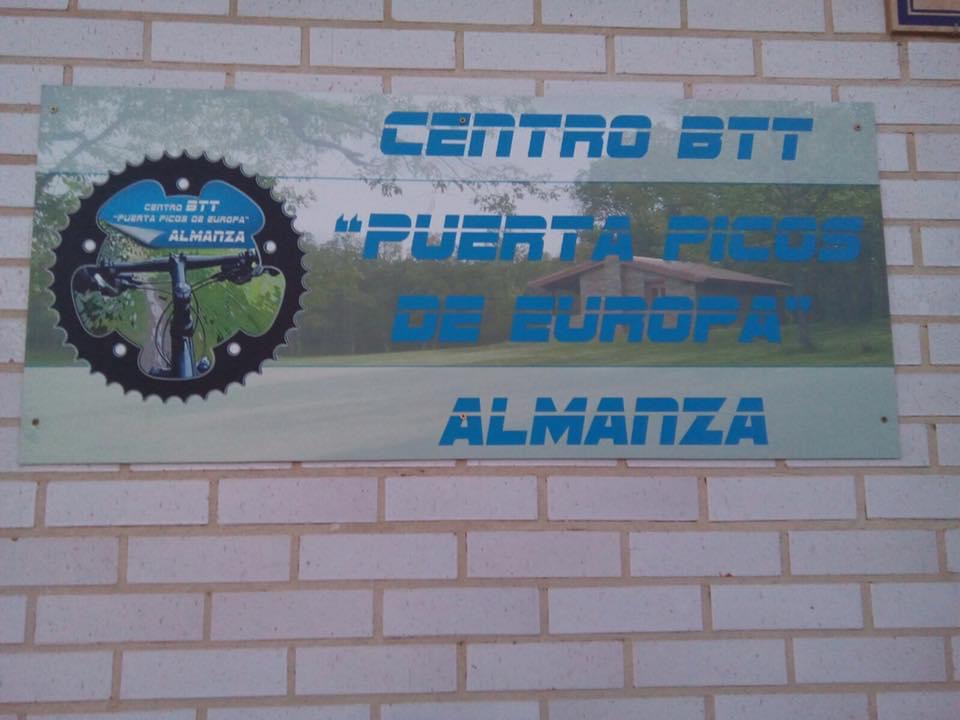 CENTRO BTT
"PUERTA PICOS
DE EUROPA"
ALMANZA
CENTRO BTT
"PUERTA PICOS DE EUROPA"
ALMANZA